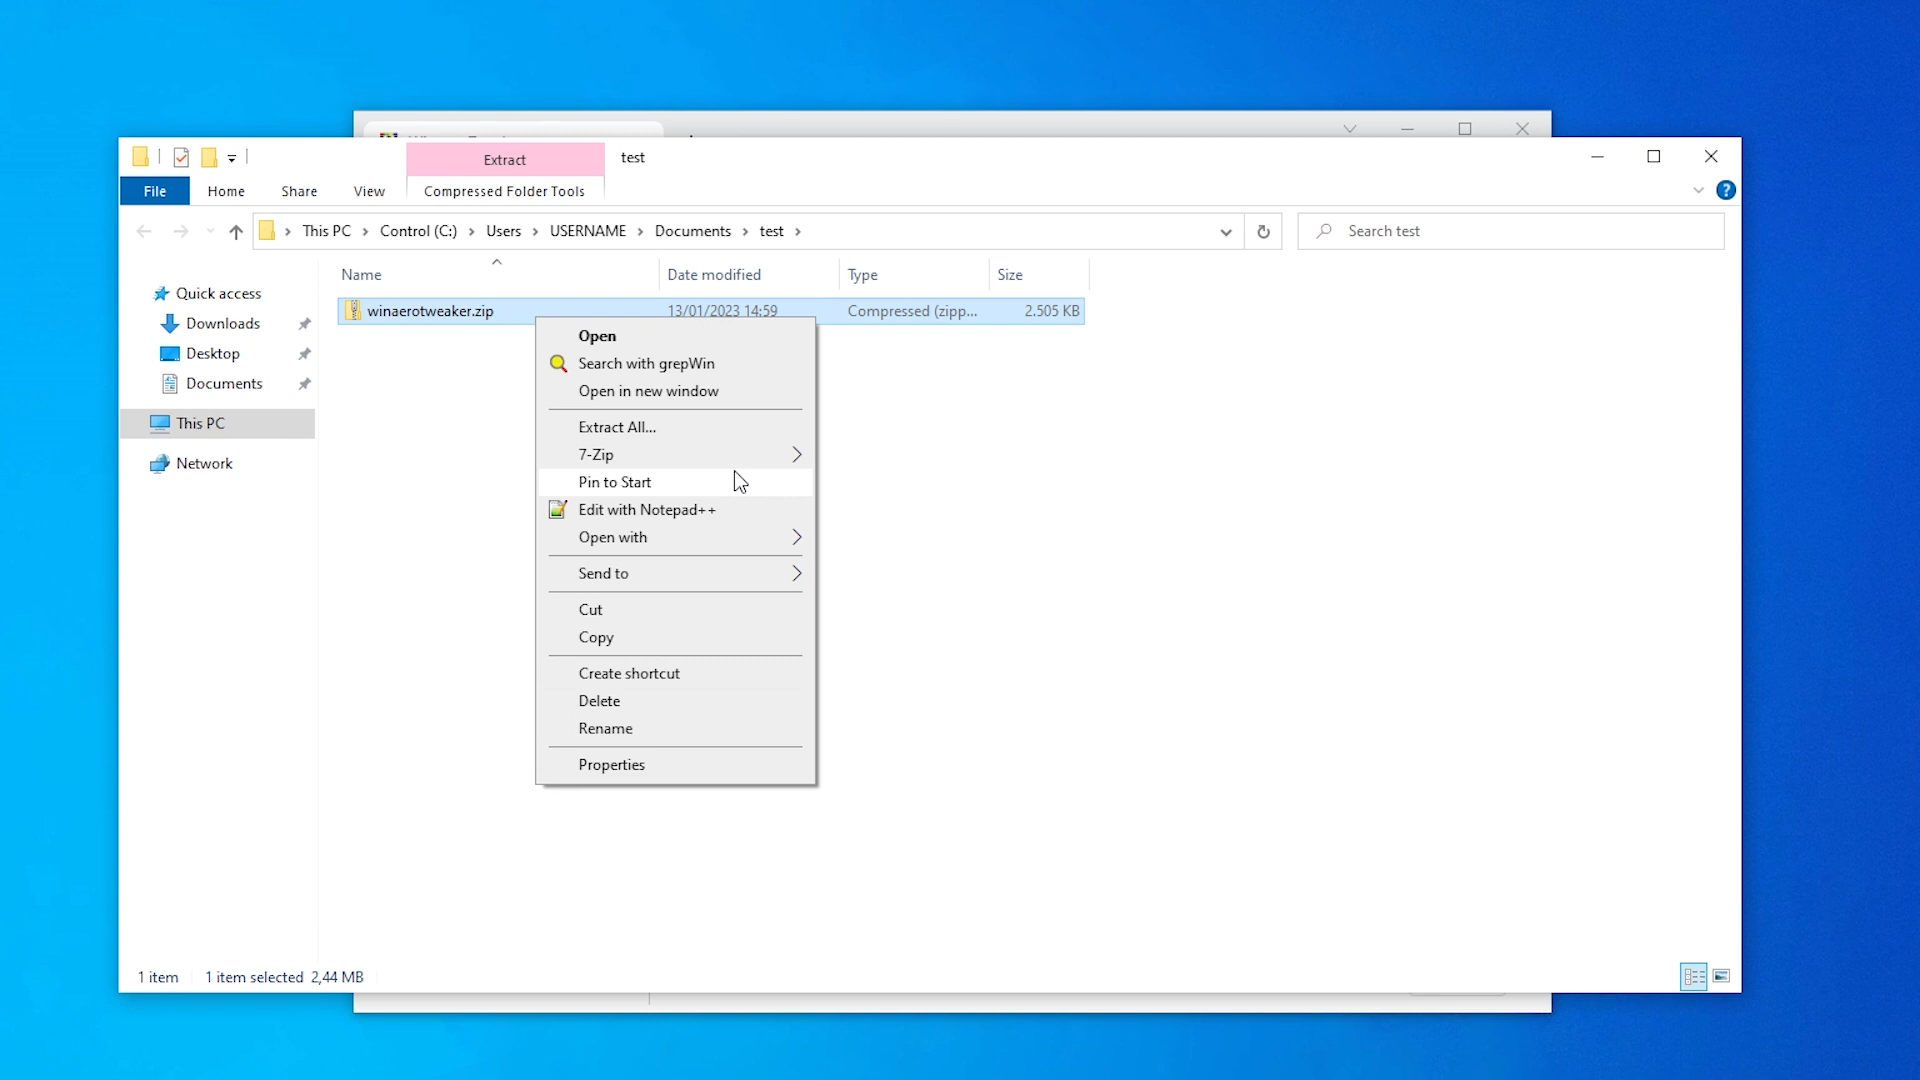 Extract
test
File
Home
Share
View
Compressed Folder Tools
This PC
Control (C:)
Users
USERNAME
Documents
test
Search test
Name
Date modified
Type
Size
Quick access
Downloads
Desktop
Documents
This PC
Network
winaerotweaker.zip
13/01/2023 14:59
Compressed (zipp...
2.505 KB
Open
Search with grepWin
Open in new window
Extract All...
7-Zip
Pin to Start
Edit with Notepad++
Open with
Send to
Cut
Copy
Create shortcut
Delete
Rename
Properties
1 item
1 item selected 2,44 MB